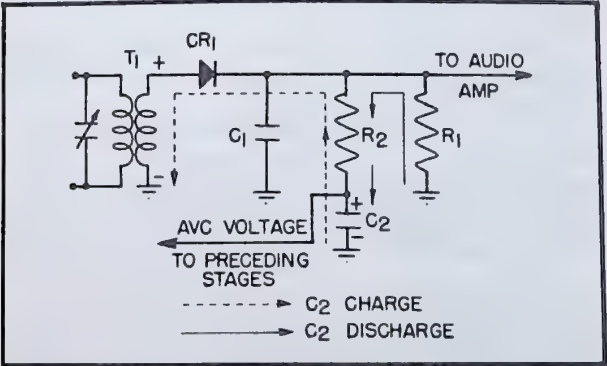 CR1
T1 +
TO AUDIO
AMP
C1
R2
R1
-
+
C2
-
AVC VOLTAGE
TO PRECEDING
STAGES
C2 CHARGE
C2 DISCHARGE